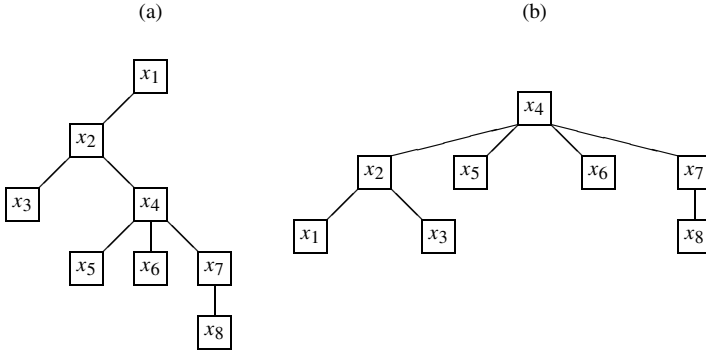 (a) (b)
x1
x4
x2
x2 x5 x6 x7
x3 x4
x1 x3 x8
x5 x6 x7
x8